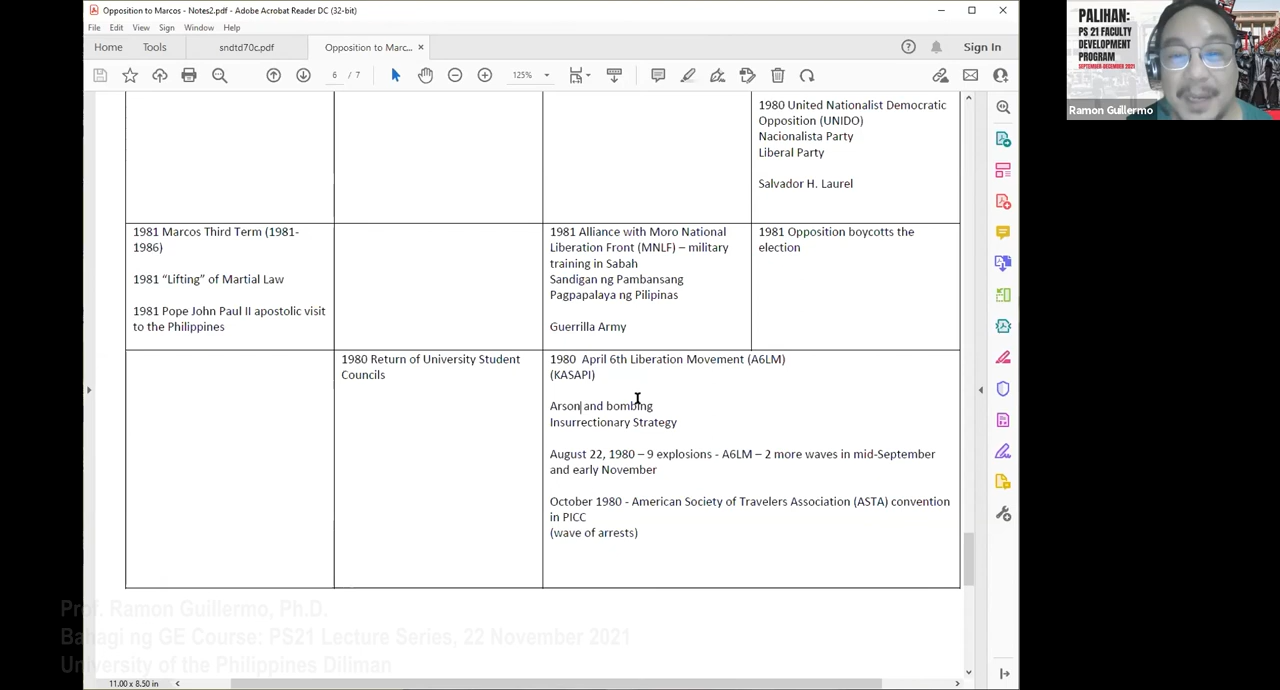 Opposition to Marcos - Notes2.pdf - Adobe Acrobat Reader DC (32-bit)
File Edit View Sign Window Help
Home Tools sndtd70c.pdf Opposition to Marc... × Sign In
6 / 7 125%
1980 United Nationalist Democratic
Opposition (UNIDO)
Nacionalista Party
Liberal Party
Salvador H. Laurel
1981 Marcos Third Term (1981-
1986)
1981 “Lifting” of Martial Law
1981 Pope John Paul II apostolic visit
to the Philippines
1981 Alliance with Moro National
Liberation Front (MNLF) – military
training in Sabah
Sandigan ng Pambansang
Pagpapalaya ng Pilipinas
Guerrilla Army
1981 Opposition boycotts the
election
1980 Return of University Student
Councils
1980 April 6th Liberation Movement (A6LM)
(KASAPI)
Arson and bombing
Insurrectionary Strategy
August 22, 1980 – 9 explosions - A6LM – 2 more waves in mid-September
and early November
October 1980 - American Society of Travelers Association (ASTA) convention
in PICC
(wave of arrests)
Prof. Ramon Guillermo, Ph.D.
Bahagi ng GE Course: PS21 Lecture Series, 22 November 2021
University of the Philippines Diliman
11.00 x 8.50 in
PALIHAN:
PS 21 FACULTY
DEVELOPMENT
PROGRAM
SEPTEMBER-DECEMBER 2021
Ramon Guillermo